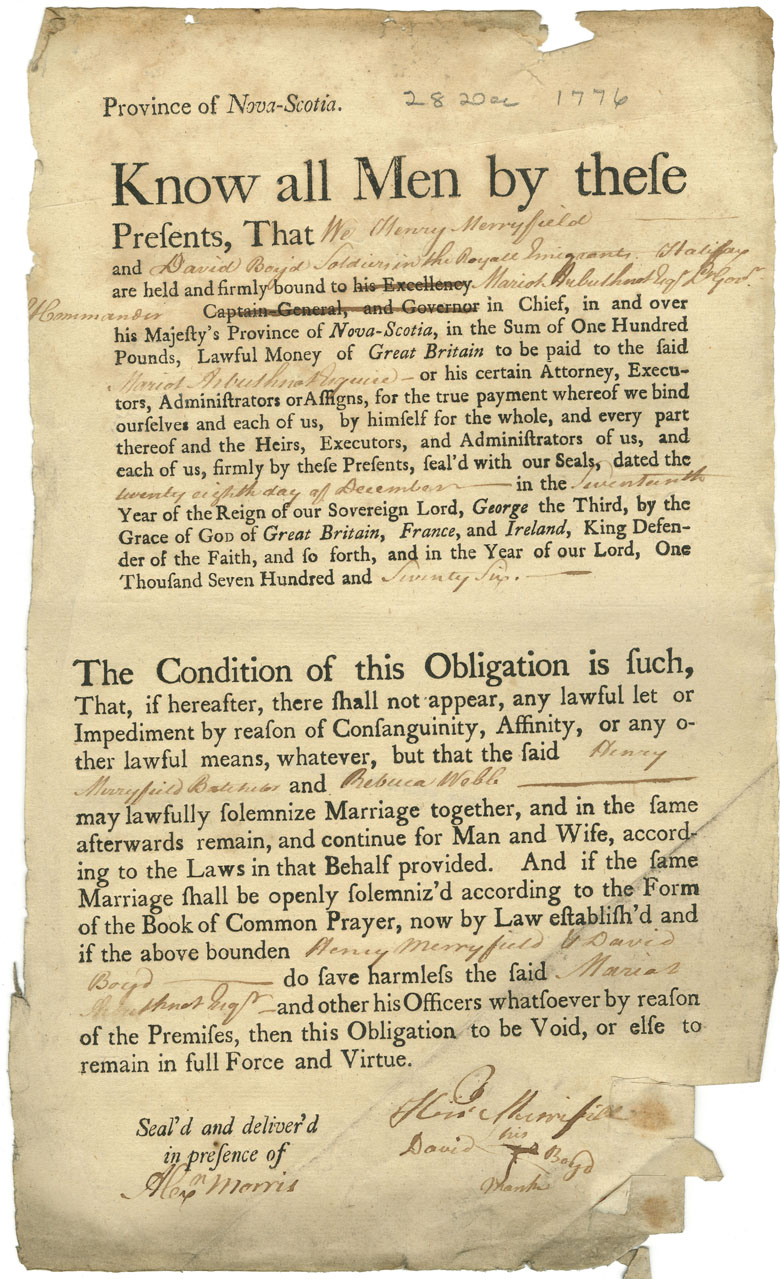 Province of Nova-Scotia. 28 Dec 1776
Know all Men by theſe
Preſents, That We Henry Merryfield
and David Boyd Soldiers in the Royall Emigrants Halifax
are held and firmly bound to his Excellency Mariot Arbuthnot Esqr. Lt. Govr.
& Commander Captain-General, and Governor in Chief, in and over
his Majeſty's Province of Nova-Scotia, in the Sum of One Hundred
Pounds, Lawful Money of Great Britain to be paid to the ſaid
Mariot Arbuthnot Esquire — or his certain Attorney, Execu-
tors, Adminiſtrators or Aſſigns, for the true payment whereof we bind
ourſelves and each of us, by himſelf for the whole, and every part
thereof and the Heirs, Executors, and Adminiſtrators of us, and
each of us, firmly by theſe Preſents, ſeal'd with our Seals, dated the
twenty eighth day of December — in the Seventeenth
Year of the Reign of our Sovereign Lord, George the Third, by the
Grace of GOD of Great Britain, France, and Ireland, King Defen-
der of the Faith, and ſo forth, and in the Year of our Lord, One
Thouſand Seven Hundred and Seventy Six. —
The Condition of this Obligation is ſuch,
That, if hereafter, there ſhall not appear, any lawful let or
Impediment by reaſon of Conſanguinity, Affinity, or any o-
ther lawful means, whatever, but that the ſaid Henry
Merryfield Batchelor and Rebecca Webb —
may lawfully ſolemnize Marriage together, and in the ſame
afterwards remain, and continue for Man and Wife, accord-
ing to the Laws in that Behalf provided. And if the ſame
Marriage ſhall be openly ſolemniz'd according to the Form
of the Book of Common Prayer, now by Law eſtabliſh'd and
if the above bounden Henry Merryfield & David
Boyd — do ſave harmleſs the ſaid Mariot
Arbuthnot Esqr — and other his Officers whatſoever by reaſon
of the Premiſes, then this Obligation to be Void, or elſe to
remain in full Force and Virtue.
Seal'd and deliver'd
in preſence of
Alexr Morris
David his Boyd
Mark